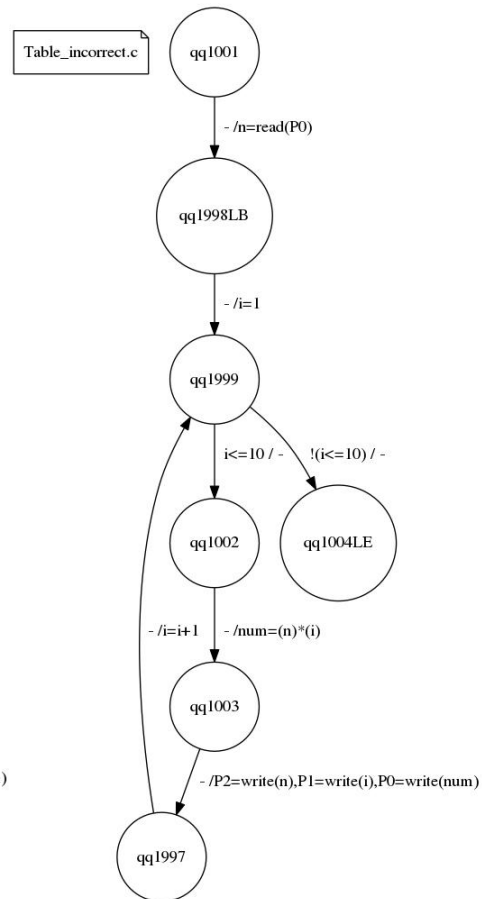 Table_incorrect.c
qq1001
- /n=read(P0)
qq1998LB
- /i=1
qq1999
i<=10 / -
!(i<=10) / -
qq1002
qq1004LE
- /i=i+1
- /num=(n)*(i)
qq1003
)
- /P2=write(n),P1=write(i),P0=write(num)
qq1997